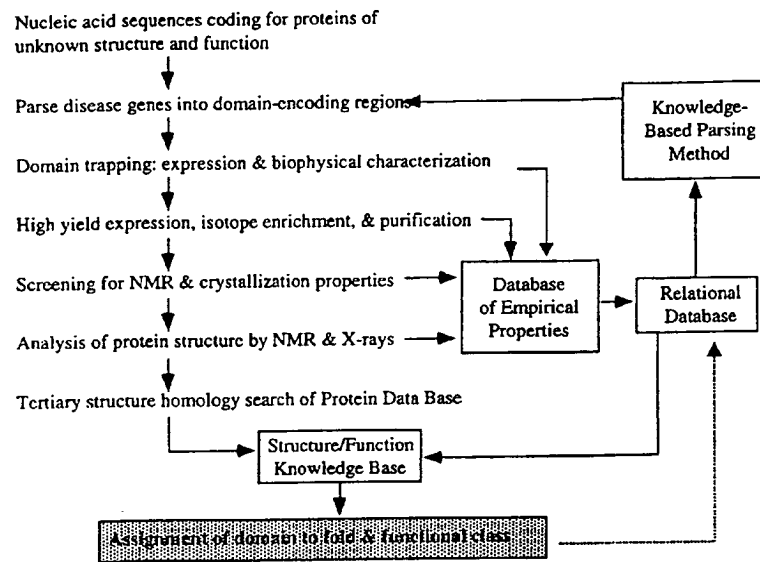 Nucleic acid sequences coding for proteins of
unknown structure and function
Parse disease genes into domain-encoding regions
Knowledge-
Based Parsing
Method
Domain trapping: expression & biophysical characterization
High yield expression, isotope enrichment, & purification
Screening for NMR & crystallization properties
Database
of Empirical
Properties
Relational
Database
Analysis of protein structure by NMR & X-rays
Tertiary structure homology search of Protein Data Base
Structure/Function
Knowledge Base
Assignment of domain to fold & functional class